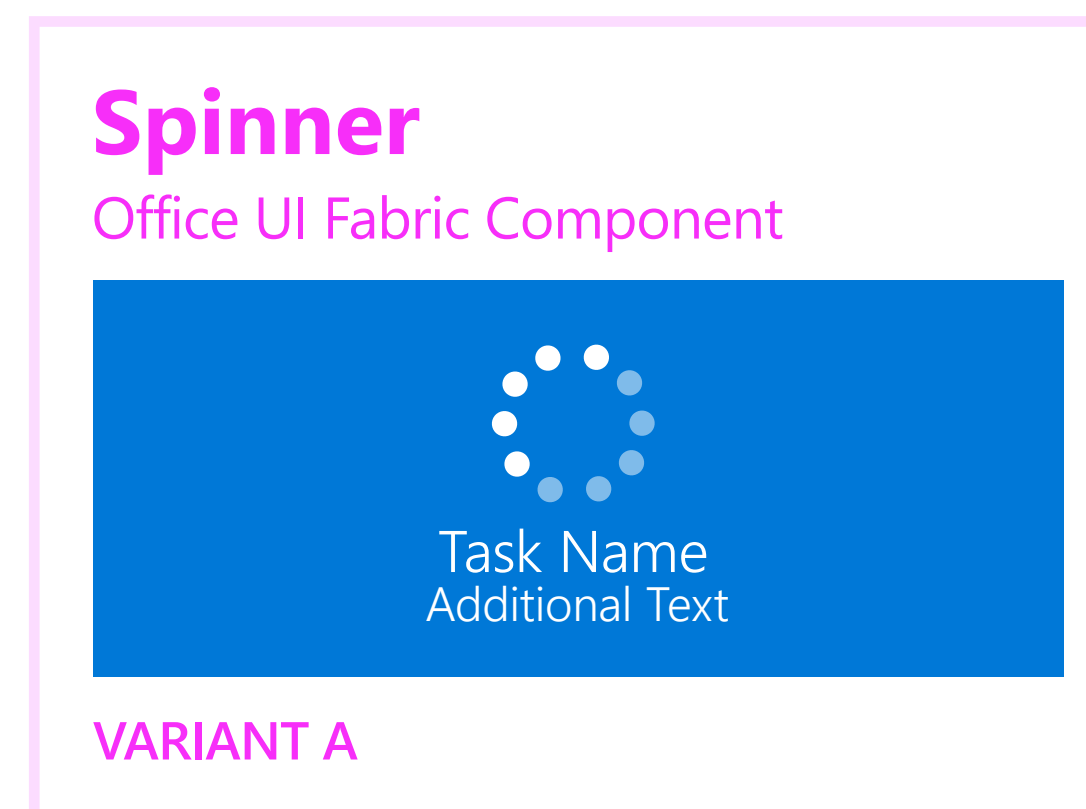 Spinner
Office UI Fabric Component
Task Name
Additional Text
VARIANT A